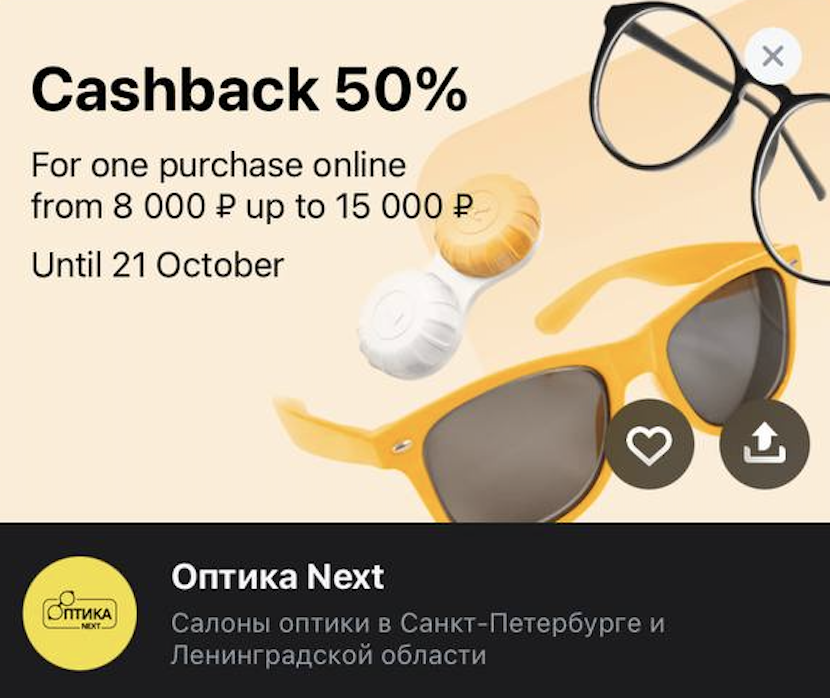 Cashback 50%
For one purchase online
from 8 000 ₽ up to 15 000 ₽
Until 21 October
Оптика Next
ОПТИКА
NEXT
Салоны оптики в Санкт-Петербурге и
Ленинградской области